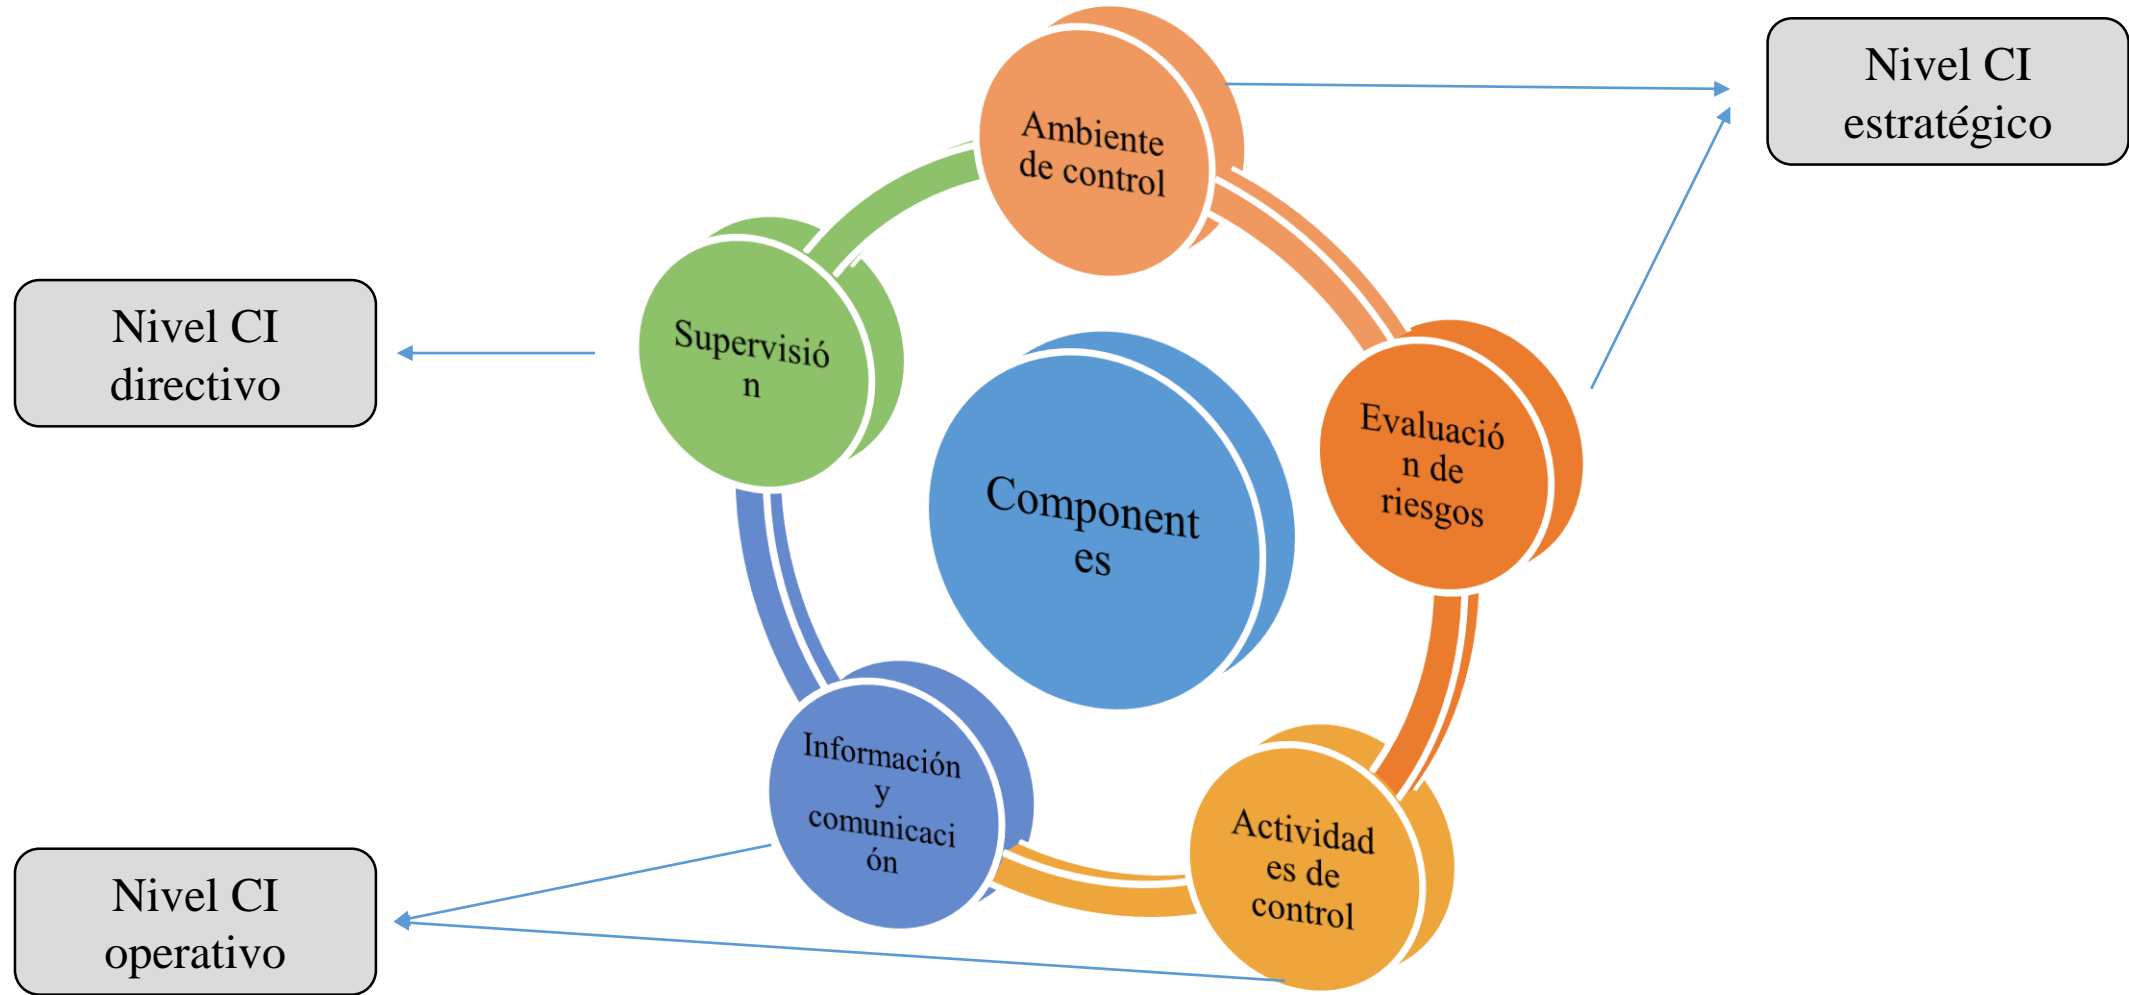 Ambiente
de control
Nivel CI
estratégico
Supervisió
n
Nivel CI
directivo
Evaluació
n de
riesgos
Component
es
Información
y
comunicaci
ón
Actividad
es de
control
Nivel CI
operativo